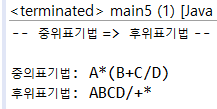 <terminated> main5 (1) [Java
-- 중위표기법 => 후위표기법 --
중의표기법: A*(B+C/D)
후위표기법: ABCD/+*